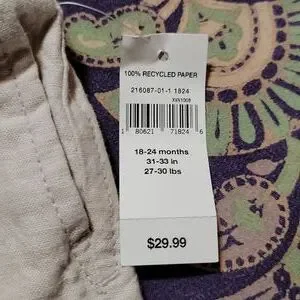 100% RECYCLED PAPER
216087-01-1 1824
XXN1008
1 80621 71824 6
18-24 months
31-33 in
27-30 lbs
$29.99